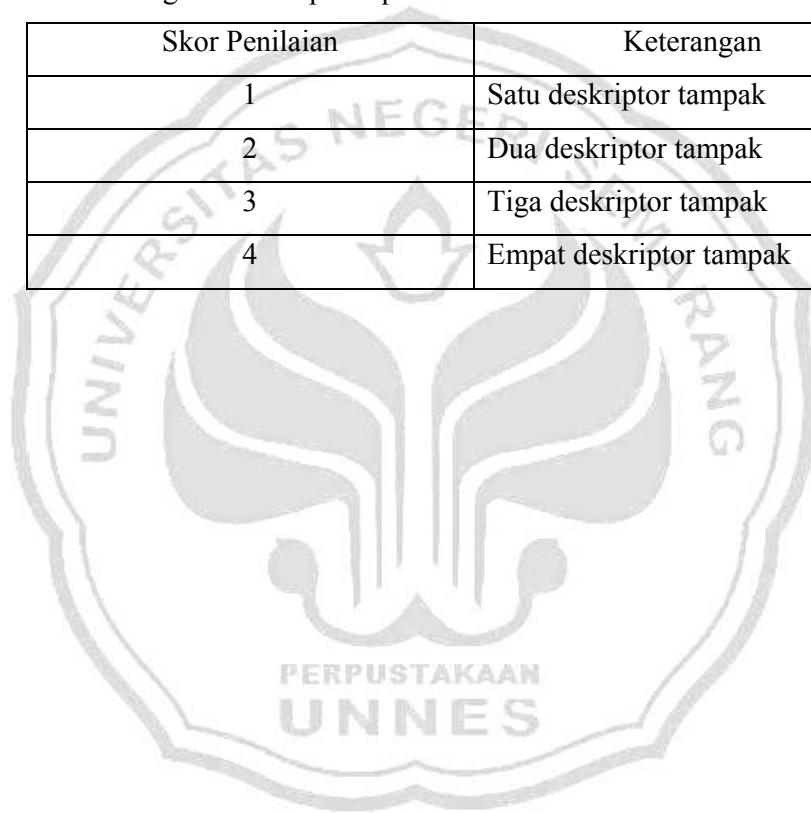 Skor Penilaian Keterangan
1 Satu deskriptor tampak
2 Dua deskriptor tampak
3 Tiga deskriptor tampak
4 Empat deskriptor tampak
UNIVERSITAS NEGERI SEMARANG
PERPUSTAKAAN
UNNES